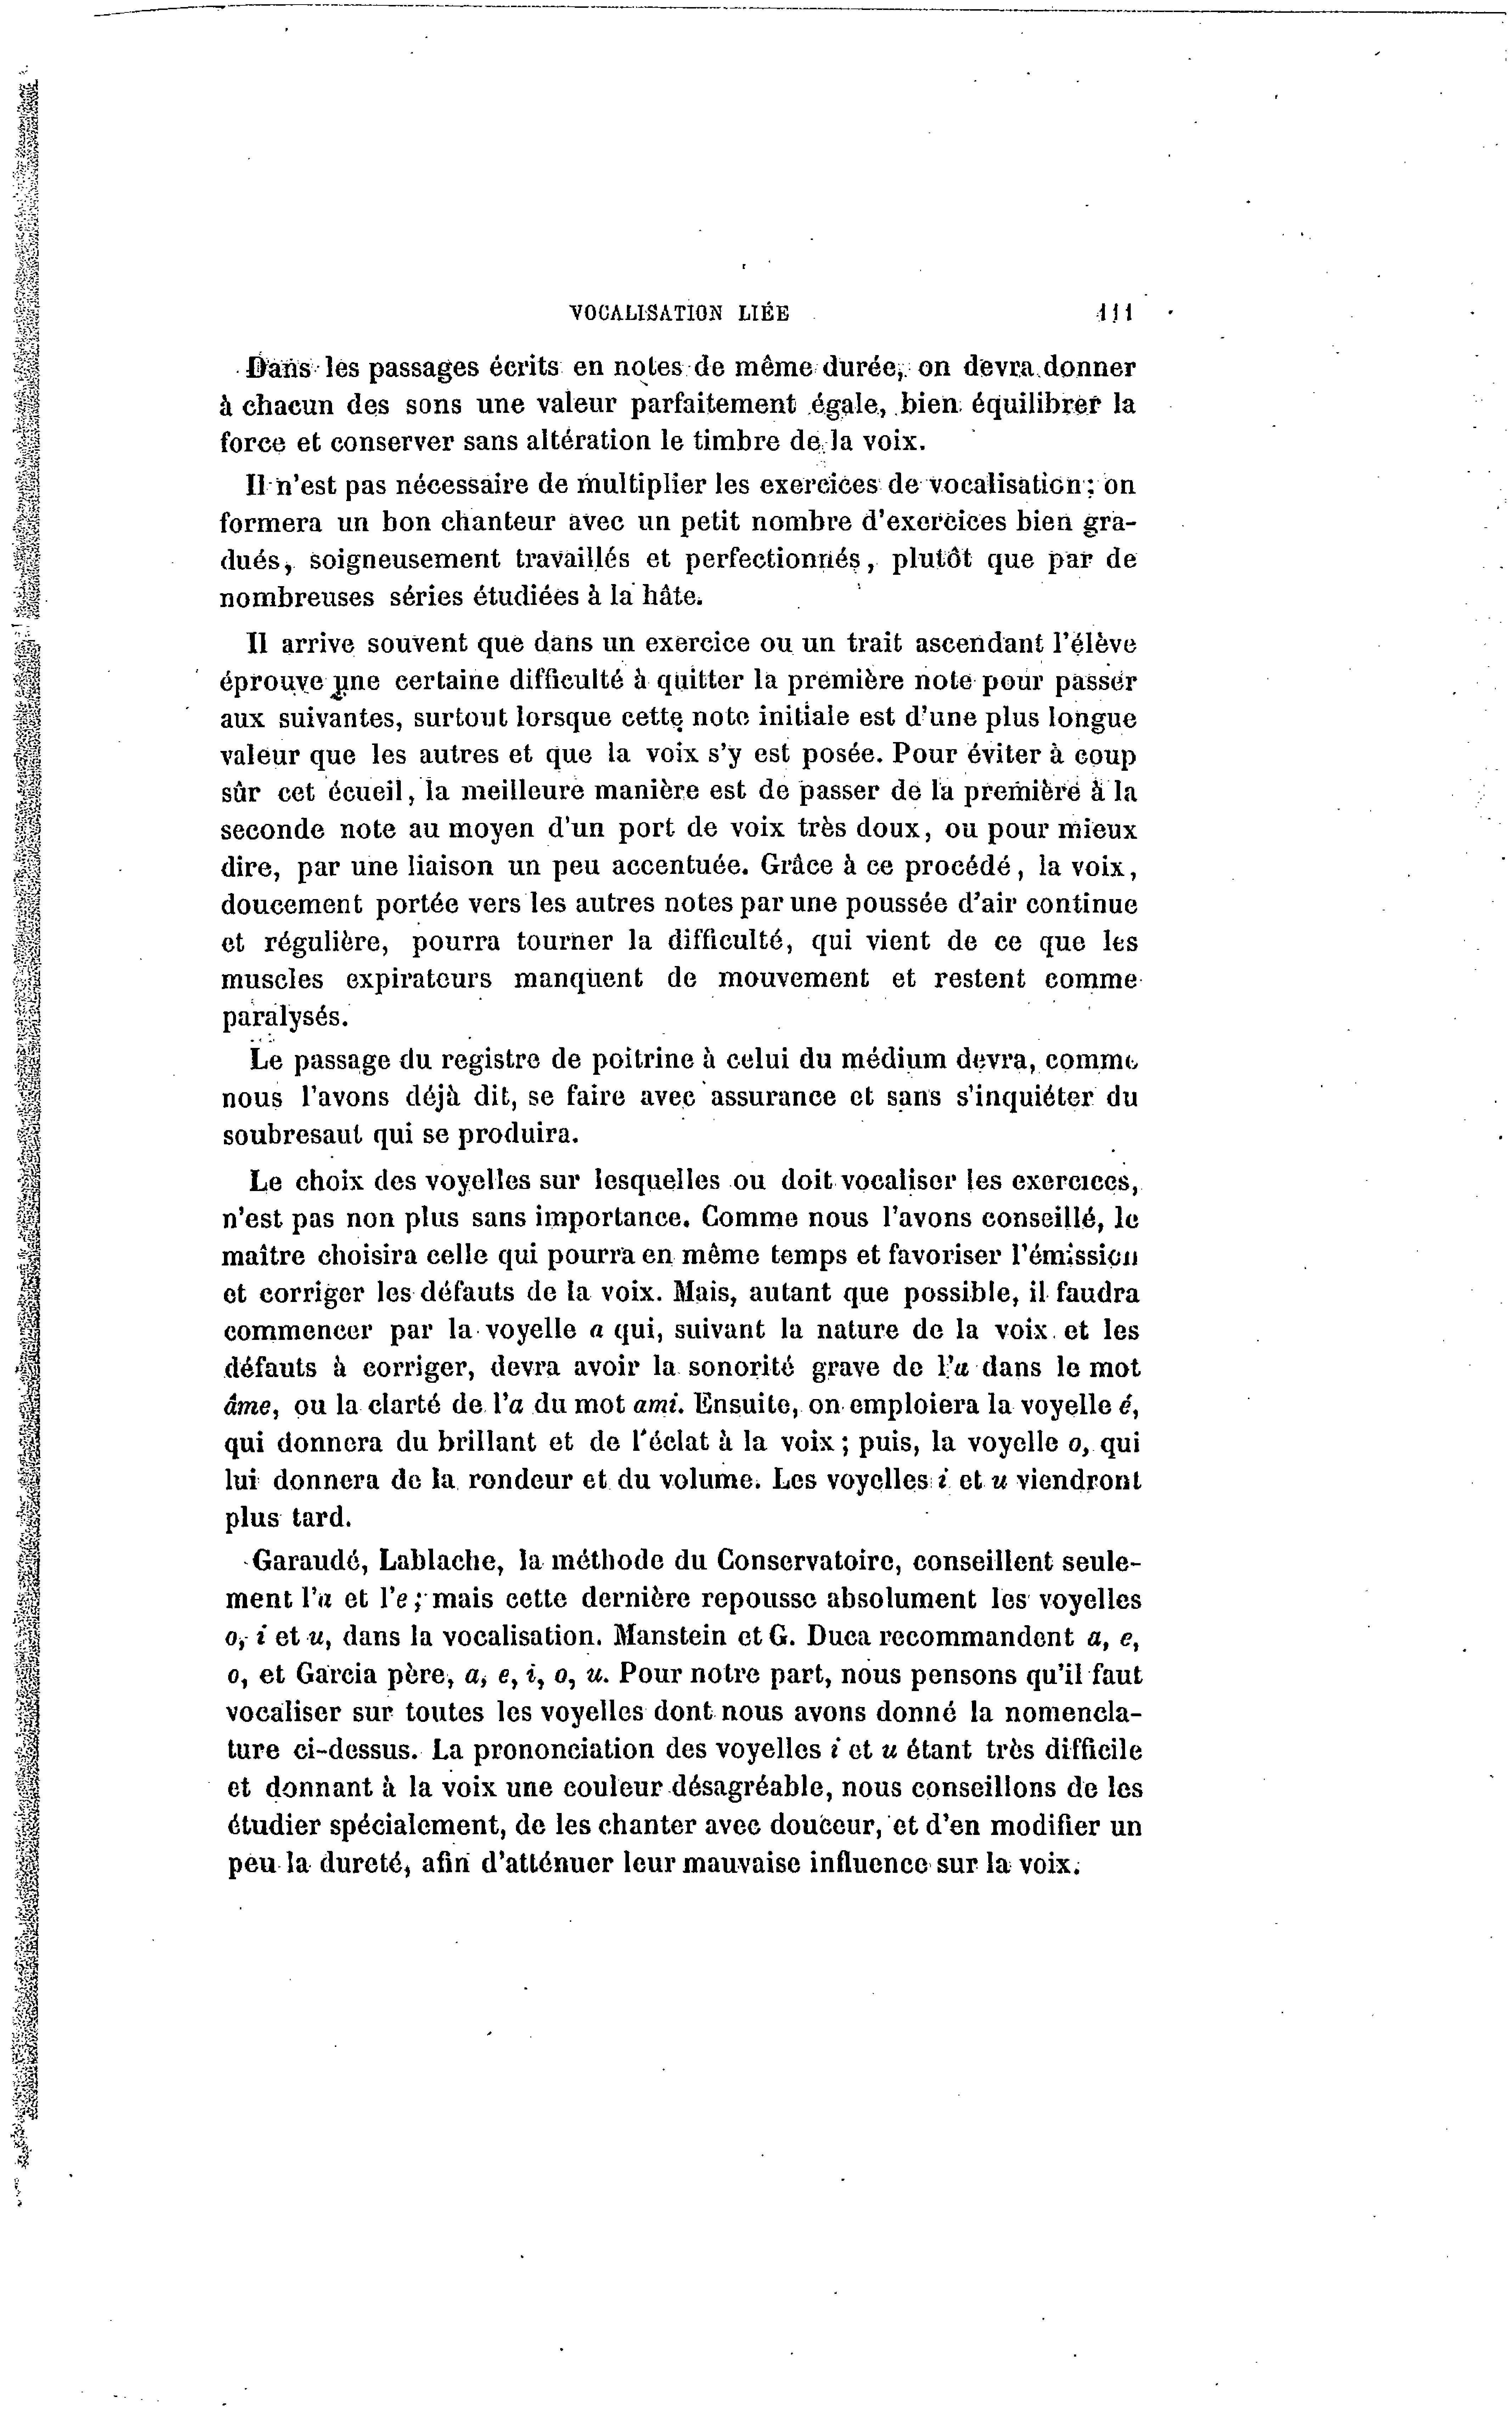 VOCALISATION LIÉE 111
Dans les passages écrits en notes de même durée, on devra donner
à chacun des sons une valeur parfaitement égale, bien équilibrer la
force et conserver sans altération le timbre de la voix.
Il n'est pas nécessaire de multiplier les exercices de vocalisation; on
formera un bon chanteur avec un petit nombre d'exercices bien gra-
dués, soigneusement travaillés et perfectionnés, plutôt que par de
nombreuses séries étudiées à la hâte.
Il arrive souvent que dans un exercice ou un trait ascendant l'élève
éprouve une certaine difficulté à quitter la première note pour passer
aux suivantes, surtout lorsque cette note initiale est d'une plus longue
valeur que les autres et que la voix s'y est posée. Pour éviter à coup
sûr cet écueil, la meilleure manière est de passer de la première à la
seconde note au moyen d'un port de voix très doux, ou pour mieux
dire, par une liaison un peu accentuée. Grâce à ce procédé, la voix,
doucement portée vers les autres notes par une poussée d'air continue
et régulière, pourra tourner la difficulté, qui vient de ce que les
muscles expirateurs manquent de mouvement et restent comme
paralysés.
Le passage du registre de poitrine à celui du médium devra, comme
nous l'avons déjà dit, se faire avec assurance et sans s'inquiéter du
soubresaut qui se produira.
Le choix des voyelles sur lesquelles ou doit vocaliser les exercices,
n'est pas non plus sans importance. Comme nous l'avons conseillé, le
maître choisira celle qui pourra en même temps et favoriser l'émission
et corriger les défauts de la voix. Mais, autant que possible, il faudra
commencer par la voyelle a qui, suivant la nature de la voix et les
défauts à corriger, devra avoir la sonorité grave de l'a dans le mot
âme, ou la clarté de l'a du mot ami. Ensuite, on emploiera la voyelle é,
qui donnera du brillant et de l'éclat à la voix; puis, la voyelle o, qui
lui donnera de la rondeur et du volume. Les voyelles i et u viendront
plus tard.
Garaudé, Lablache, la méthode du Conservatoire, conseillent seule-
ment l'a et l'e; mais cette dernière repousse absolument les voyelles
o, i et u, dans la vocalisation. Manstein et G. Duca recommandent a, e,
o, et Garcia père, a, e, i, o, u. Pour notre part, nous pensons qu'il faut
vocaliser sur toutes les voyelles dont nous avons donné la nomencla-
ture ci-dessus. La prononciation des voyelles i et u étant très difficile
et donnant à la voix une couleur désagréable, nous conseillons de les
étudier spécialement, de les chanter avec douceur, et d'en modifier un
peu la dureté, afin d'atténuer leur mauvaise influence sur la voix.